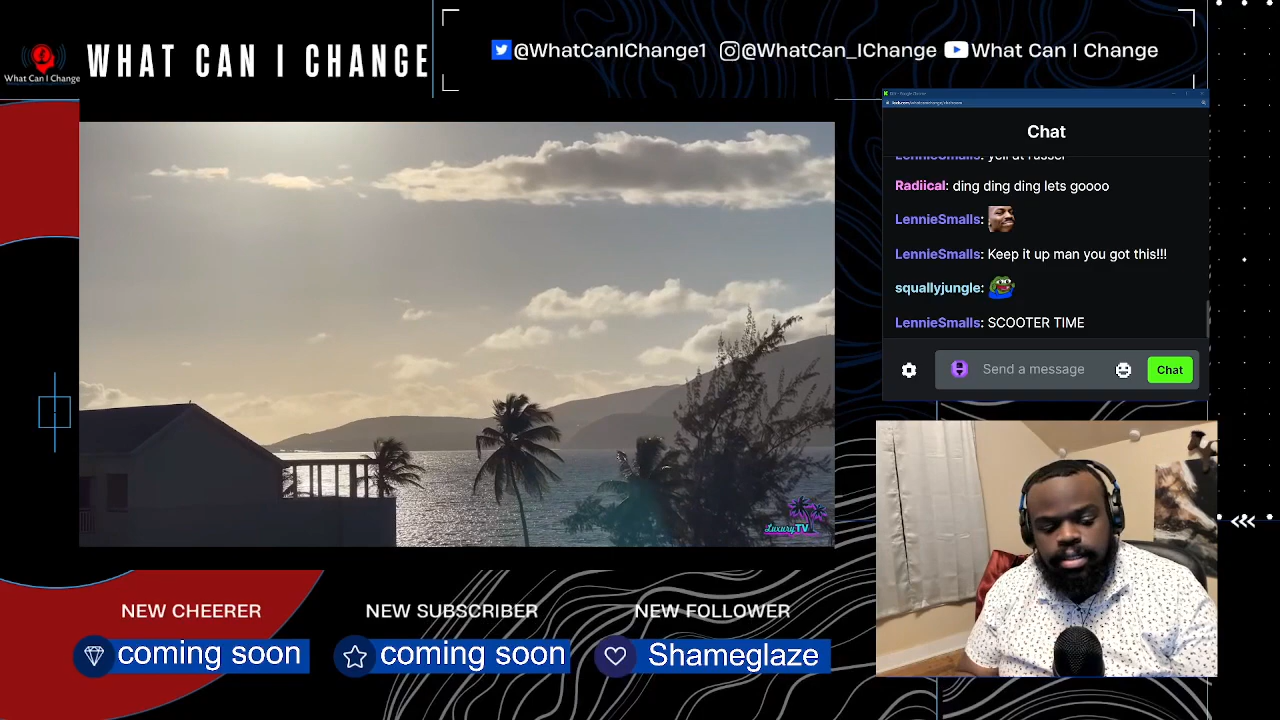 What Can I Change
WHAT CAN I CHANGE
@WhatCanIChange1 @WhatCan_IChange What Can I Change
Chat
LennieSmalls:
Radiical: ding ding ding lets goooo
LennieSmalls:
LennieSmalls: Keep it up man you got this!!!
squallyjungle:
LennieSmalls: SCOOTER TIME
Send a message
Chat
LuxuryTV
NEW CHEERER
coming soon
NEW SUBSCRIBER
coming soon
NEW FOLLOWER
Shameglaze